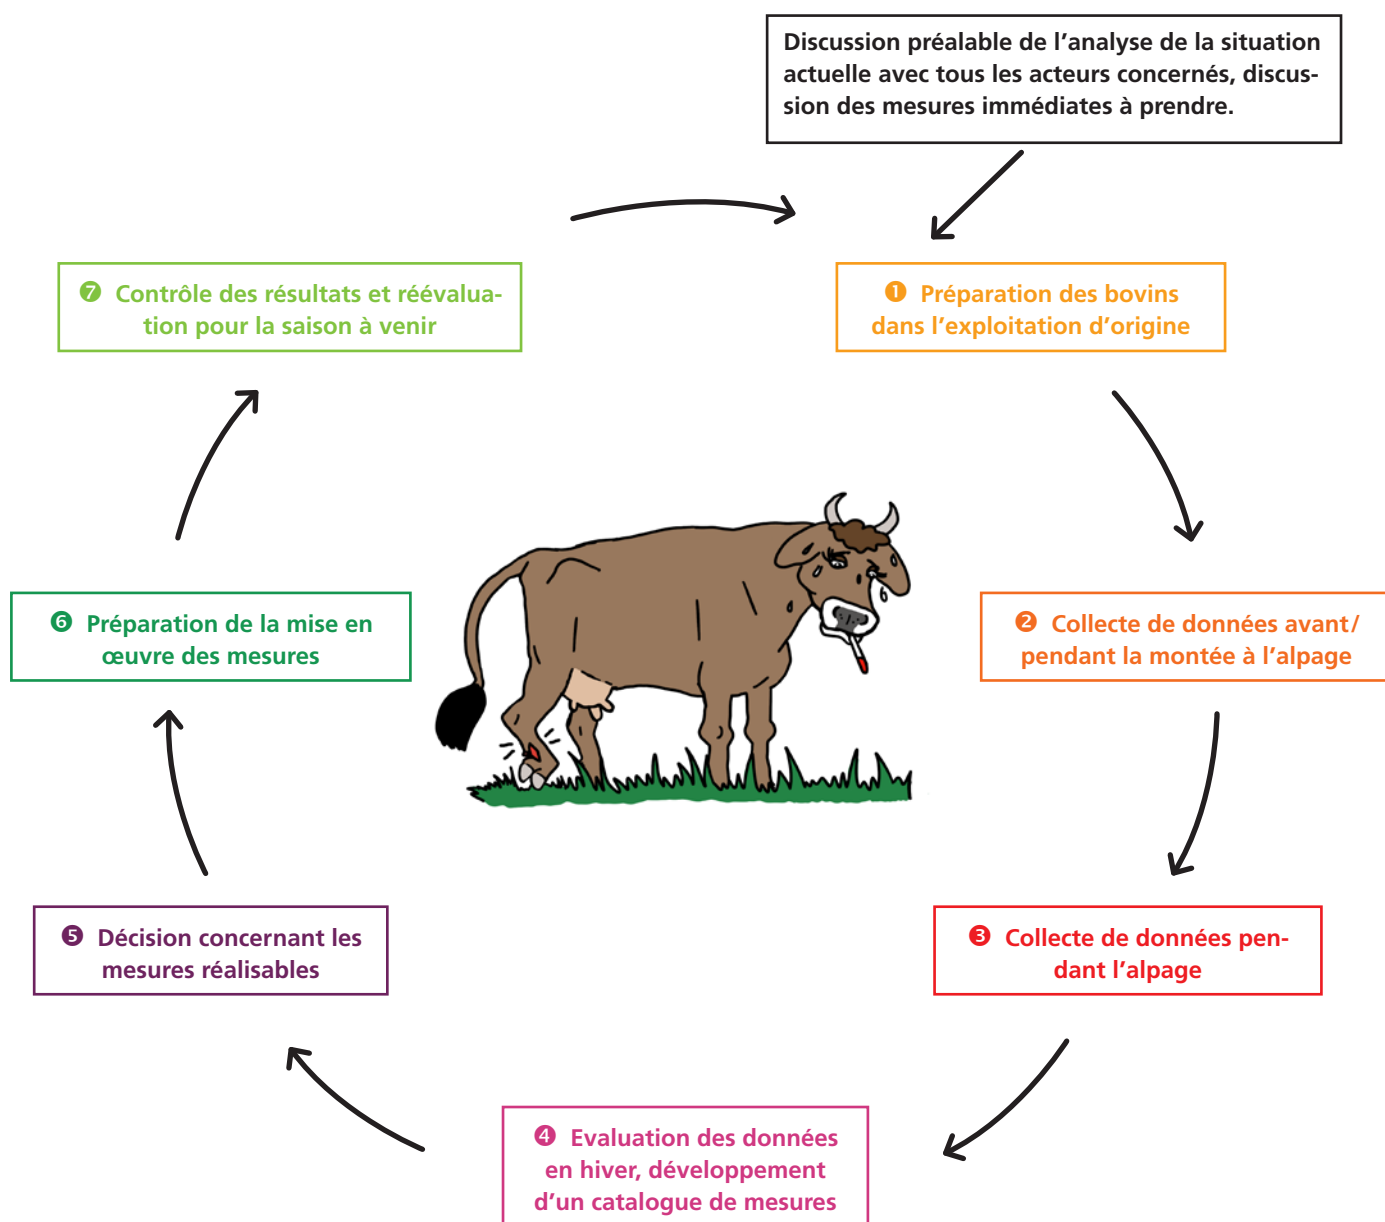 Discussion préalable de l’analyse de la situation
actuelle avec tous les acteurs concernés, discus-
sion des mesures immédiates à prendre.
❶ Préparation des bovins
dans l’exploitation d’origine
❷ Collecte de données avant/
pendant la montée à l’alpage
❸ Collecte de données pen-
dant l’alpage
❹ Evaluation des données
en hiver, développement
d’un catalogue de mesures
❺ Décision concernant les
mesures réalisables
❻ Préparation de la mise en
œuvre des mesures
❼ Contrôle des résultats et réévalua-
tion pour la saison à venir